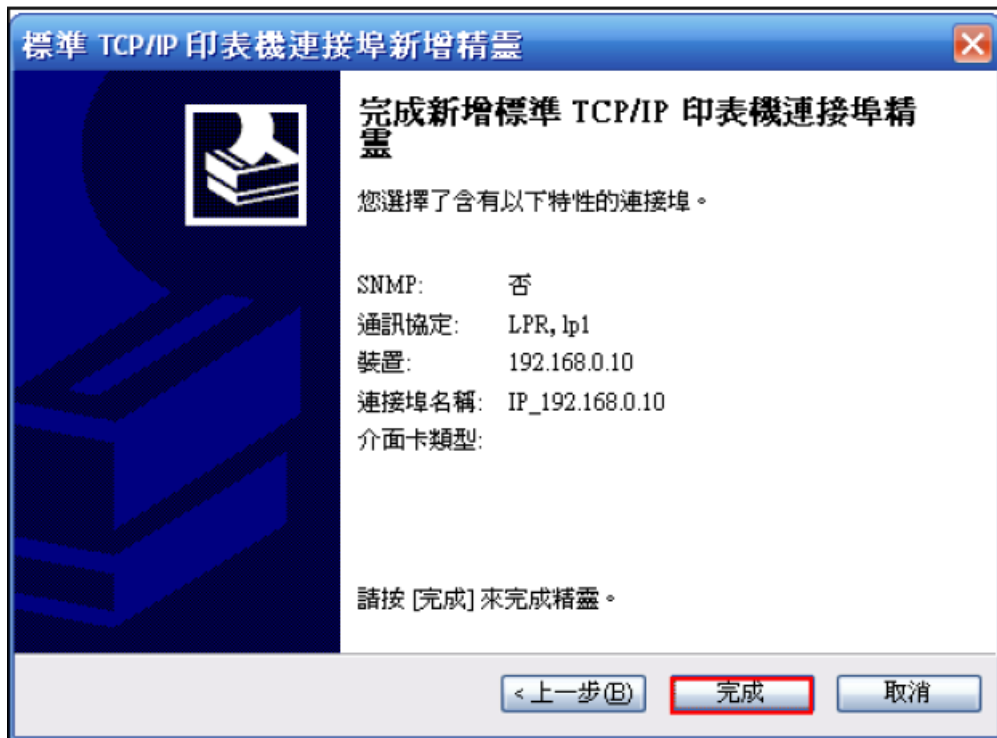 標準 TCP/IP 印表機連接埠新增精靈
完成新增標準 TCP/IP 印表機連接埠精
靈
您選擇了含有以下特性的連接埠。
SNMP: 否
通訊協定: LPR, lp1
裝置: 192.168.0.10
連接埠名稱: IP_192.168.0.10
介面卡類型:
請按 [完成] 來完成精靈。
< 上一步(B) 完成 取消